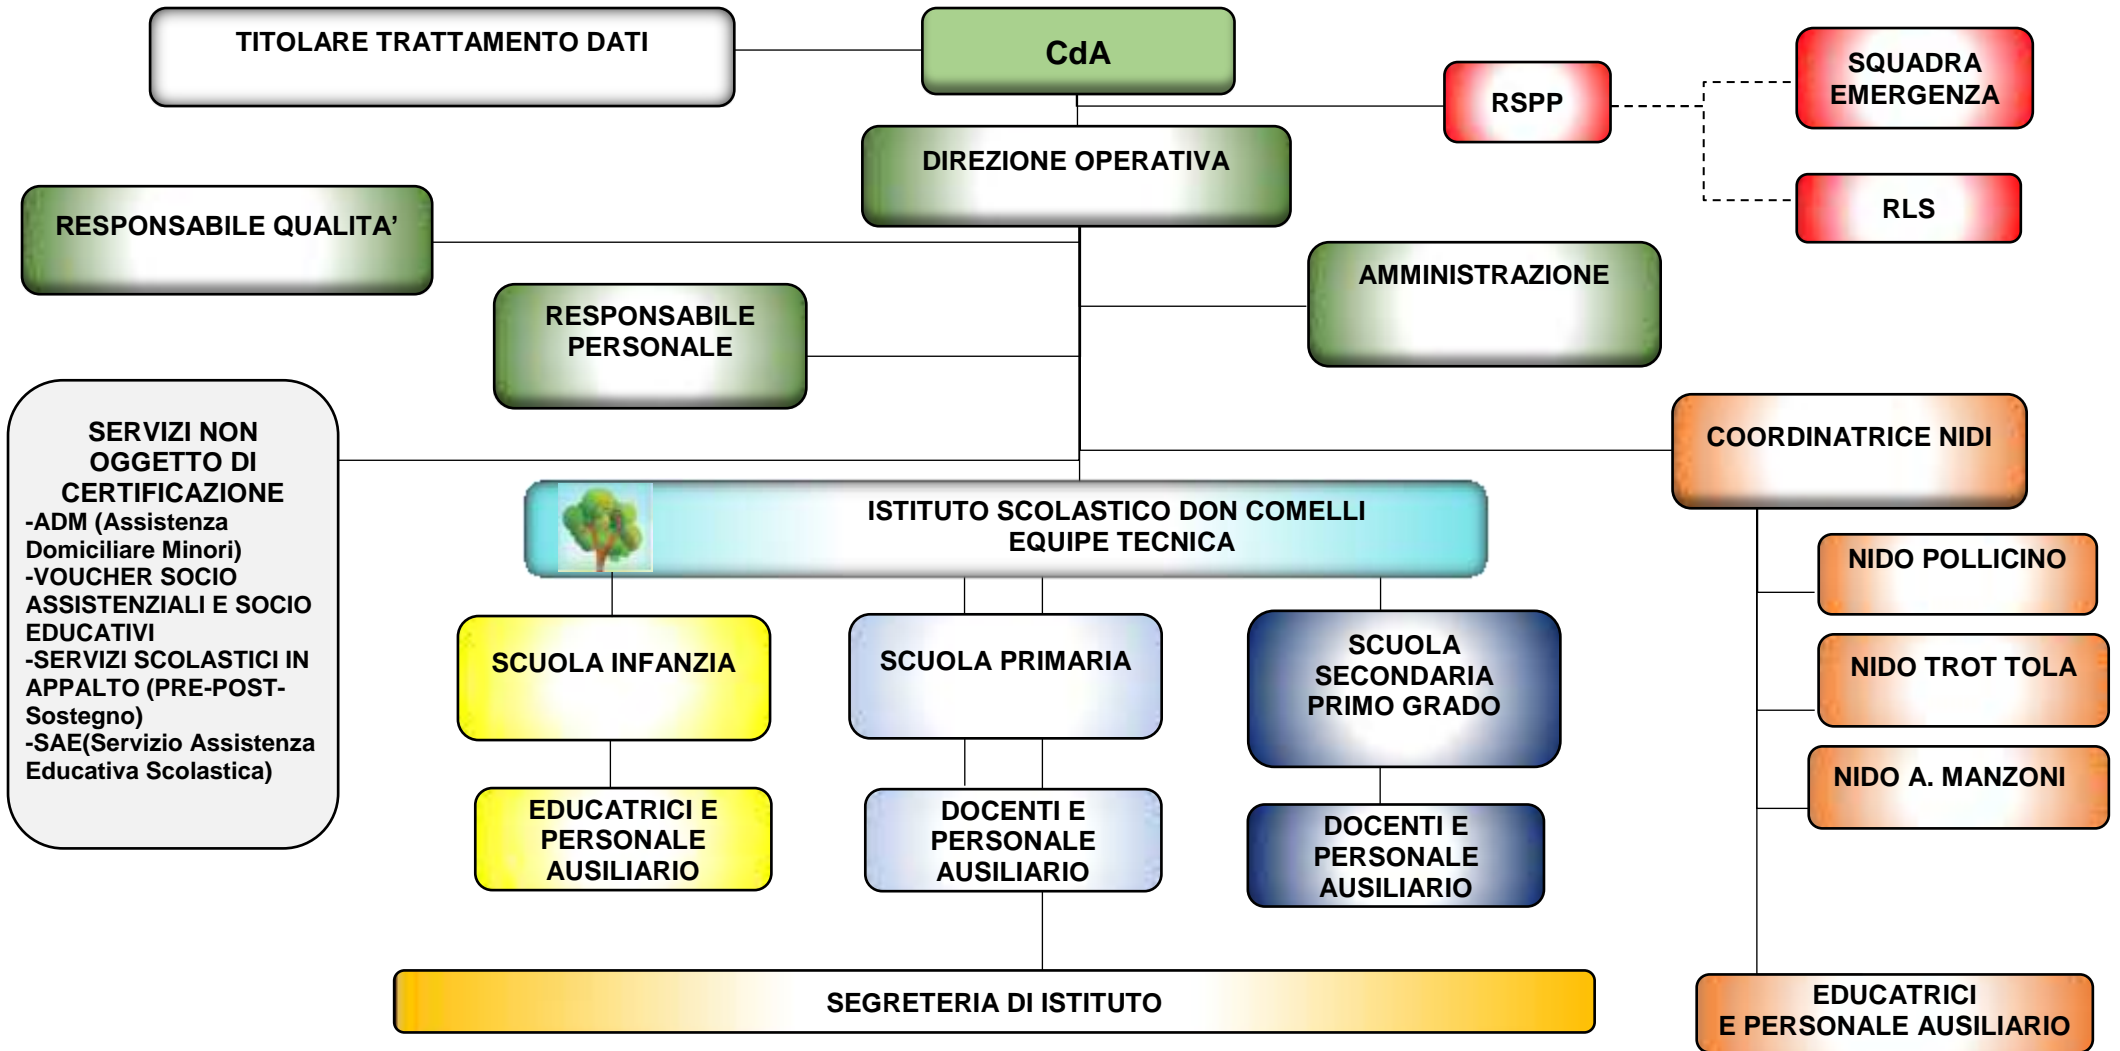 TITOLARE TRATTAMENTO DATI
CdA
RSPP
SQUADRA
EMERGENZA
DIREZIONE OPERATIVA
RLS
RESPONSABILE QUALITA’
AMMINISTRAZIONE
RESPONSABILE
PERSONALE
SERVIZI NON
OGGETTO DI
CERTIFICAZIONE
-ADM (Assistenza
Domiciliare Minori)
-VOUCHER SOCIO
ASSISTENZIALI E SOCIO
EDUCATIVI
-SERVIZI SCOLASTICI IN
APPALTO (PRE-POST-
Sostegno)
-SAE(Servizio Assistenza
Educativa Scolastica)
COORDINATRICE NIDI
ISTITUTO SCOLASTICO DON COMELLI
EQUIPE TECNICA
NIDO POLLICINO
NIDO TROT TOLA
NIDO A. MANZONI
SCUOLA INFANZIA
SCUOLA PRIMARIA
SCUOLA
SECONDARIA
PRIMO GRADO
EDUCATRICI E
PERSONALE
AUSILIARIO
DOCENTI E
PERSONALE
AUSILIARIO
DOCENTI E
PERSONALE
AUSILIARIO
SEGRETERIA DI ISTITUTO
EDUCATRICI
E PERSONALE AUSILIARIO